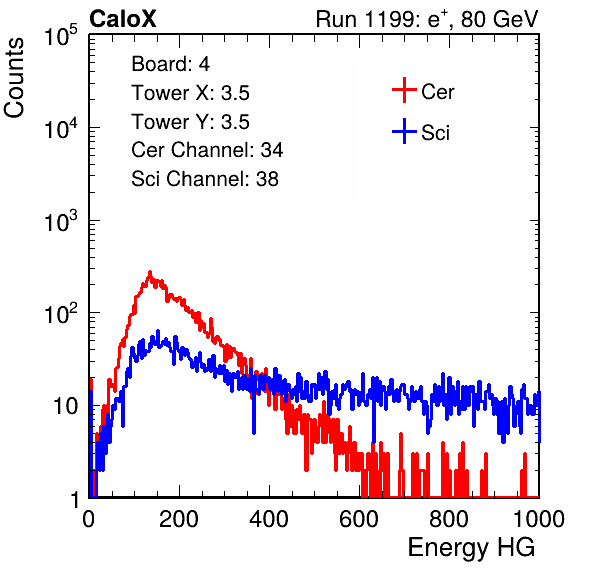 CaloX Run 1199: e⁺, 80 GeV
Counts
10⁵
10⁴
10³
10²
10
1
Board: 4
Tower X: 3.5
Tower Y: 3.5
Cer Channel: 34
Sci Channel: 38
Cer
Sci
0 200 400 600 800 1000
Energy HG